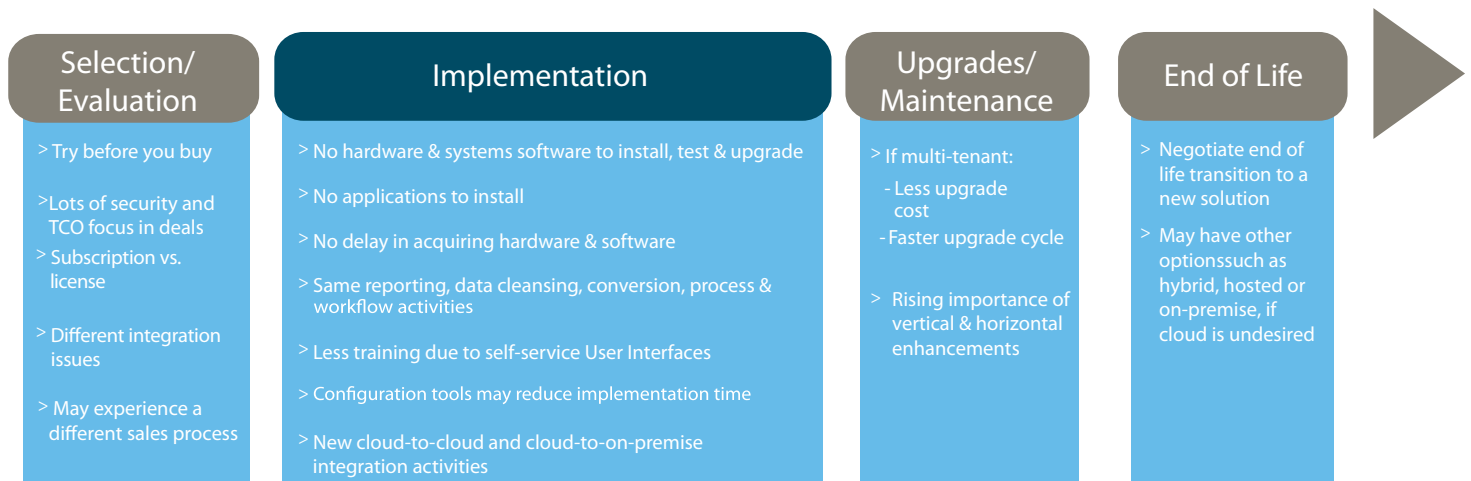 Selection/
Evaluation
> Try before you buy
>Lots of security and
TCO focus in deals
> Subscription vs.
license
> Different integration
issues
> May experience a
different sales process
Implementation
> No hardware & systems software to install, test & upgrade
> No applications to install
> No delay in acquiring hardware & software
> Same reporting, data cleansing, conversion, process &
workflow activities
> Less training due to self-service User Interfaces
> Configuration tools may reduce implementation time
> New cloud-to-cloud and cloud-to-on-premise
integration activities
Upgrades/
Maintenance
> If multi-tenant:
- Less upgrade
cost
- Faster upgrade cycle
> Rising importance of
vertical & horizontal
enhancements
End of Life
> Negotiate end of
life transition to a
new solution
> May have other
optionssuch as
hybrid, hosted or
on-premise, if
cloud is undesired